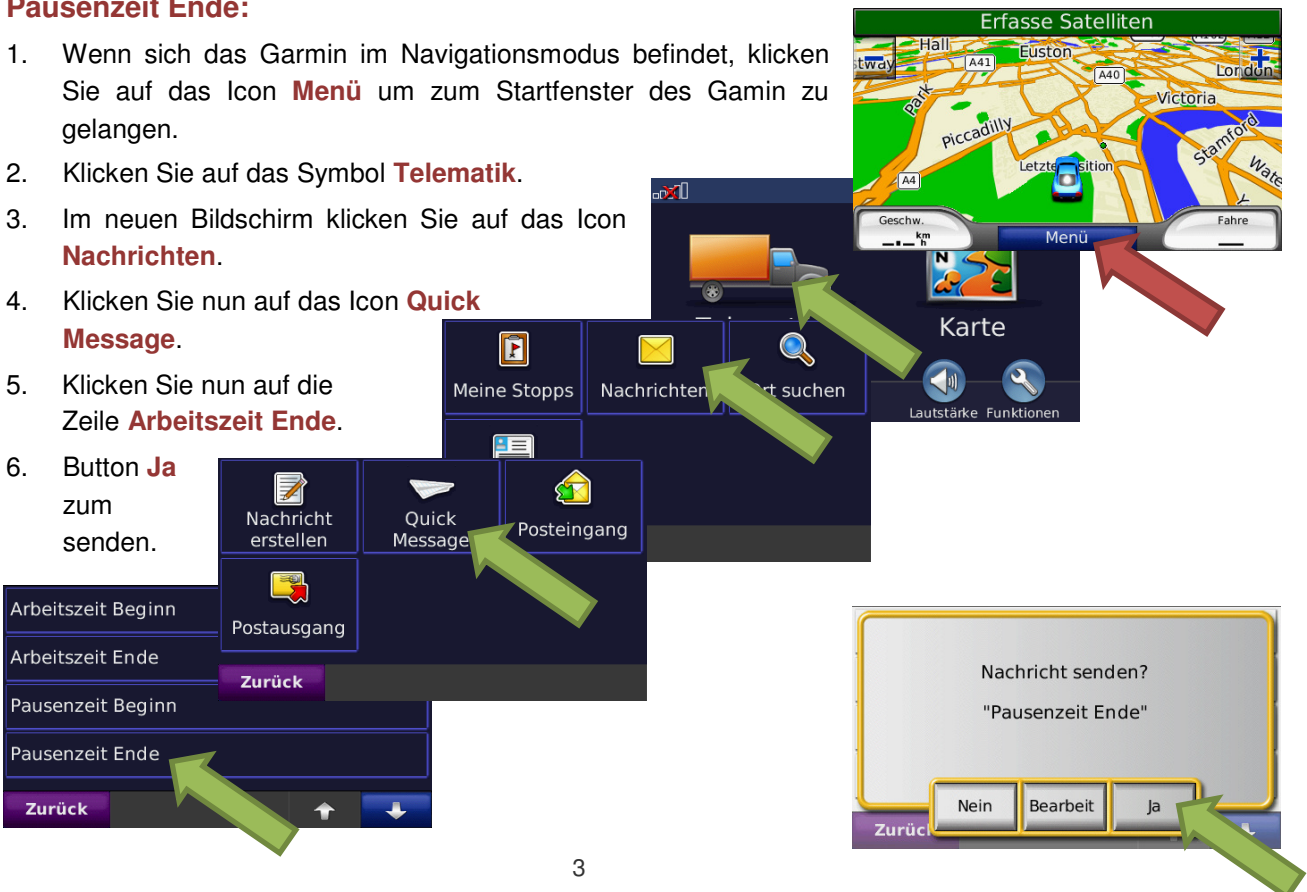 Pausenzeit Ende:
1. Wenn sich das Garmin im Navigationsmodus befindet, klicken
Sie auf das Icon Menü um zum Startfenster des Gamin zu
gelangen.
2. Klicken Sie auf das Symbol Telematik.
3. Im neuen Bildschirm klicken Sie auf das Icon
Nachrichten.
4. Klicken Sie nun auf das Icon Quick
Message.
5. Klicken Sie nun auf die
Zeile Arbeitszeit Ende.
6. Button Ja
zum
senden.
Erfasse Satelliten
Hall
Euston
A41
A40
London
Park
Victoria
Piccadilly
Stamford
A4
Geschw.
km
h
Menü
Fahre
N
Karte
Lautstärke Funktionen
Meine Stopps
Nachrichten
suchen
Nachricht
erstellen
Quick
Message
Posteingang
Postausgang
Zurück
Arbeitszeit Beginn
Arbeitszeit Ende
Pausenzeit Beginn
Pausenzeit Ende
Zurück
Nachricht senden?
"Pausenzeit Ende"
Nein Bearbeit Ja
3